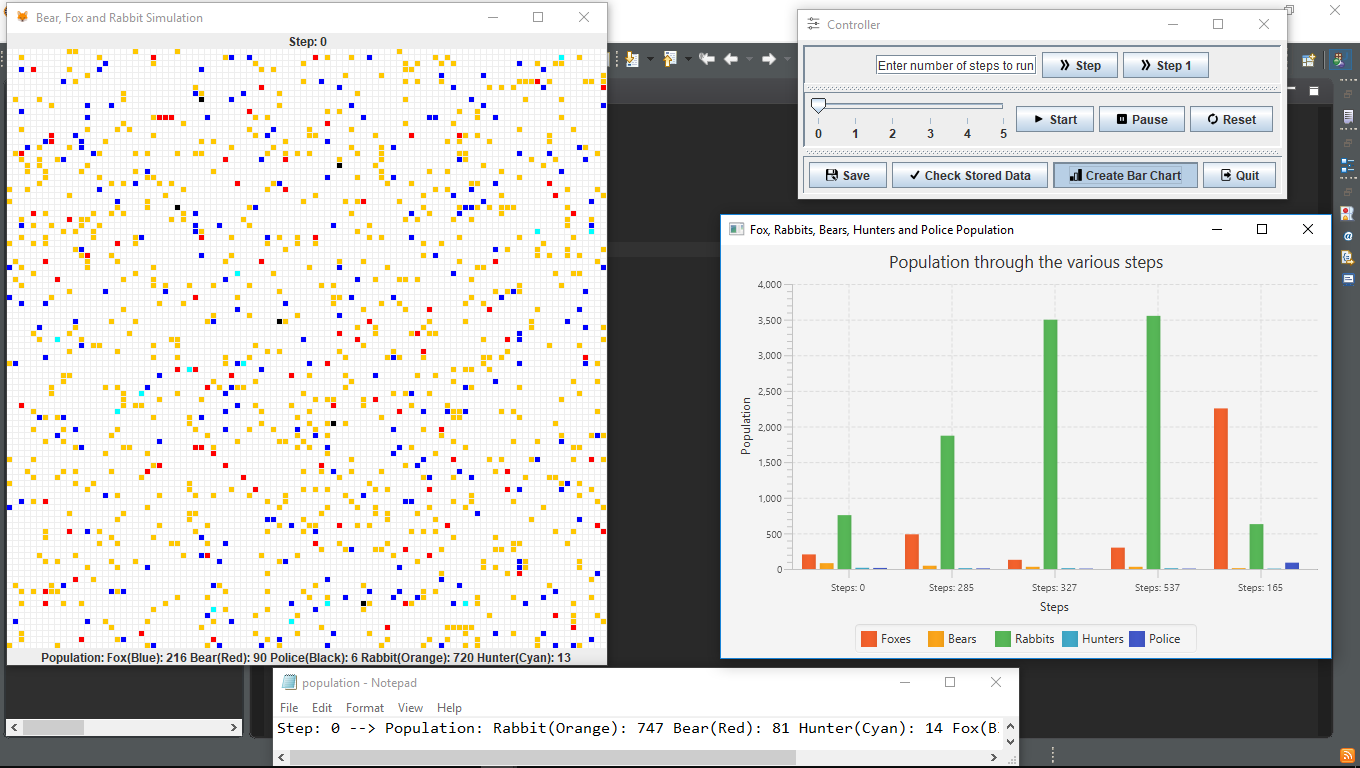 Bear, Fox and Rabbit Simulation
Step: 0
Population: Fox(Blue): 216 Bear(Red): 90 Police(Black): 6 Rabbit(Orange): 720 Hunter(Cyan): 13
Controller
Enter number of steps to run
Step
Step 1
0 1 2 3 4 5
Start
Pause
Reset
Save
Check Stored Data
Create Bar Chart
Quit
Fox, Rabbits, Bears, Hunters and Police Population
Population through the various steps
4,000
3,500
3,000
2,500
2,000
1,500
1,000
500
0
Population
Steps: 0 Steps: 285 Steps: 327 Steps: 537 Steps: 165
Steps
Foxes Bears Rabbits Hunters Police
population - Notepad
File Edit Format View Help
Step: 0 --> Population: Rabbit(Orange): 747 Bear(Red): 81 Hunter(Cyan): 14 Fox(B